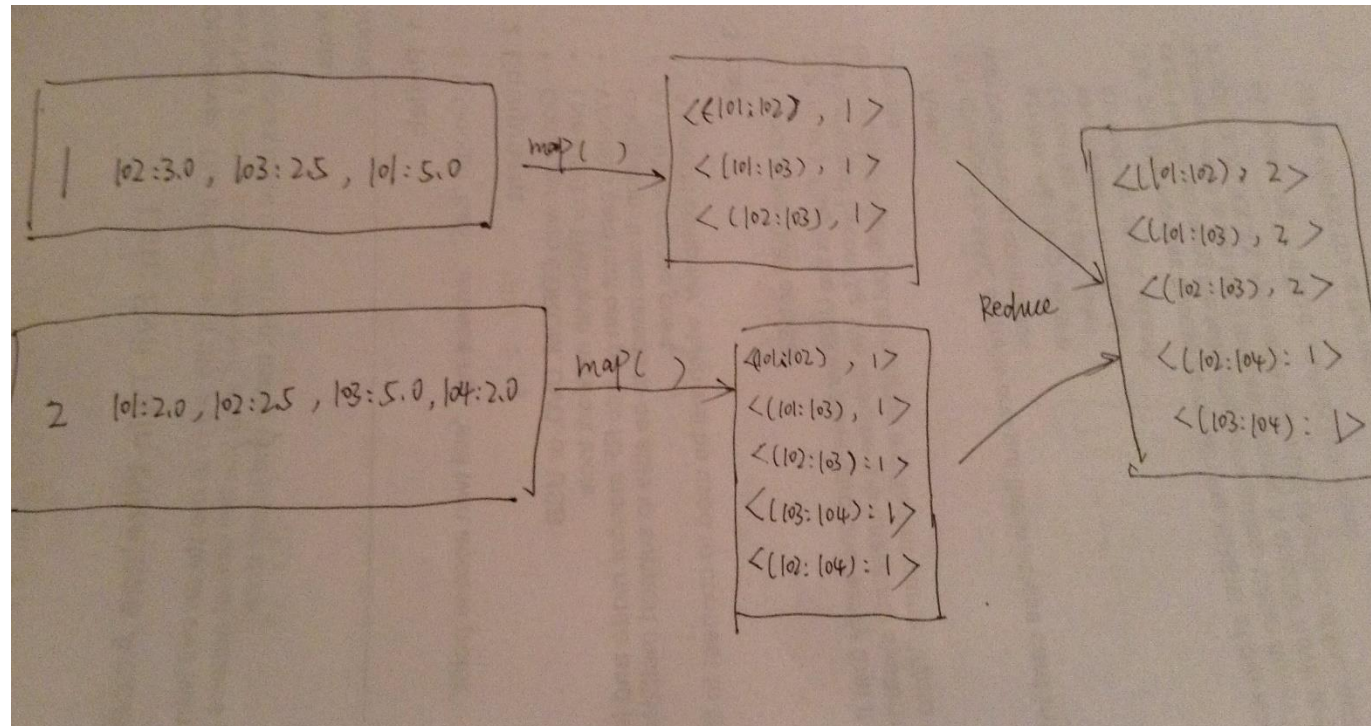 1 102:3.0, 103:2.5, 101:5.0
map( )
<(101:102), 1>
<(101:103), 1>
<(102:103), 1>
2 101:2.0, 102:2.5, 103:5.0, 104:2.0
map( )
<(101:102), 1>
<(101:103), 1>
<(102:103):1>
<(103:104):1>
<(102:104):1>
Reduce
<(101:102), 2>
<(101:103), 2>
<(102:103), 2>
<(102:104):1>
<(103:104):1>